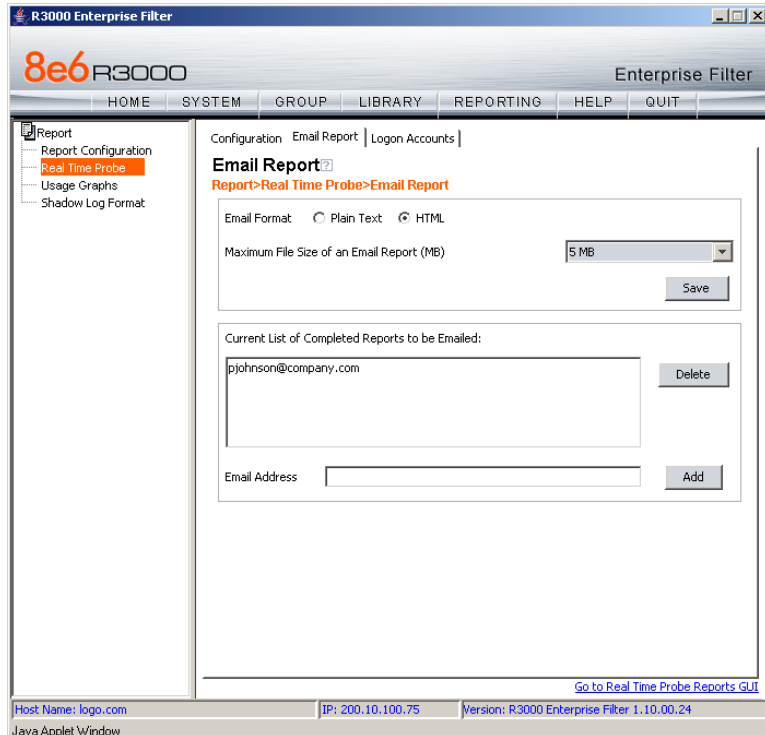 R3000 Enterprise Filter
8e6 R3000
Enterprise Filter
HOME SYSTEM GROUP LIBRARY REPORTING HELP QUIT
Report
Report Configuration
Real Time Probe
Usage Graphs
Shadow Log Format
Configuration Email Report Logon Accounts
Email Report?
Report>Real Time Probe>Email Report
Email Format Plain Text HTML
Maximum File Size of an Email Report (MB) 5 MB
Save
Current List of Completed Reports to be Emailed:
pjohnson@company.com
Delete
Email Address Add
Go to Real Time Probe Reports GUI
Host Name: logo.com IP: 200.10.100.75 Version: R3000 Enterprise Filter 1.10.00.24
Java Applet Window